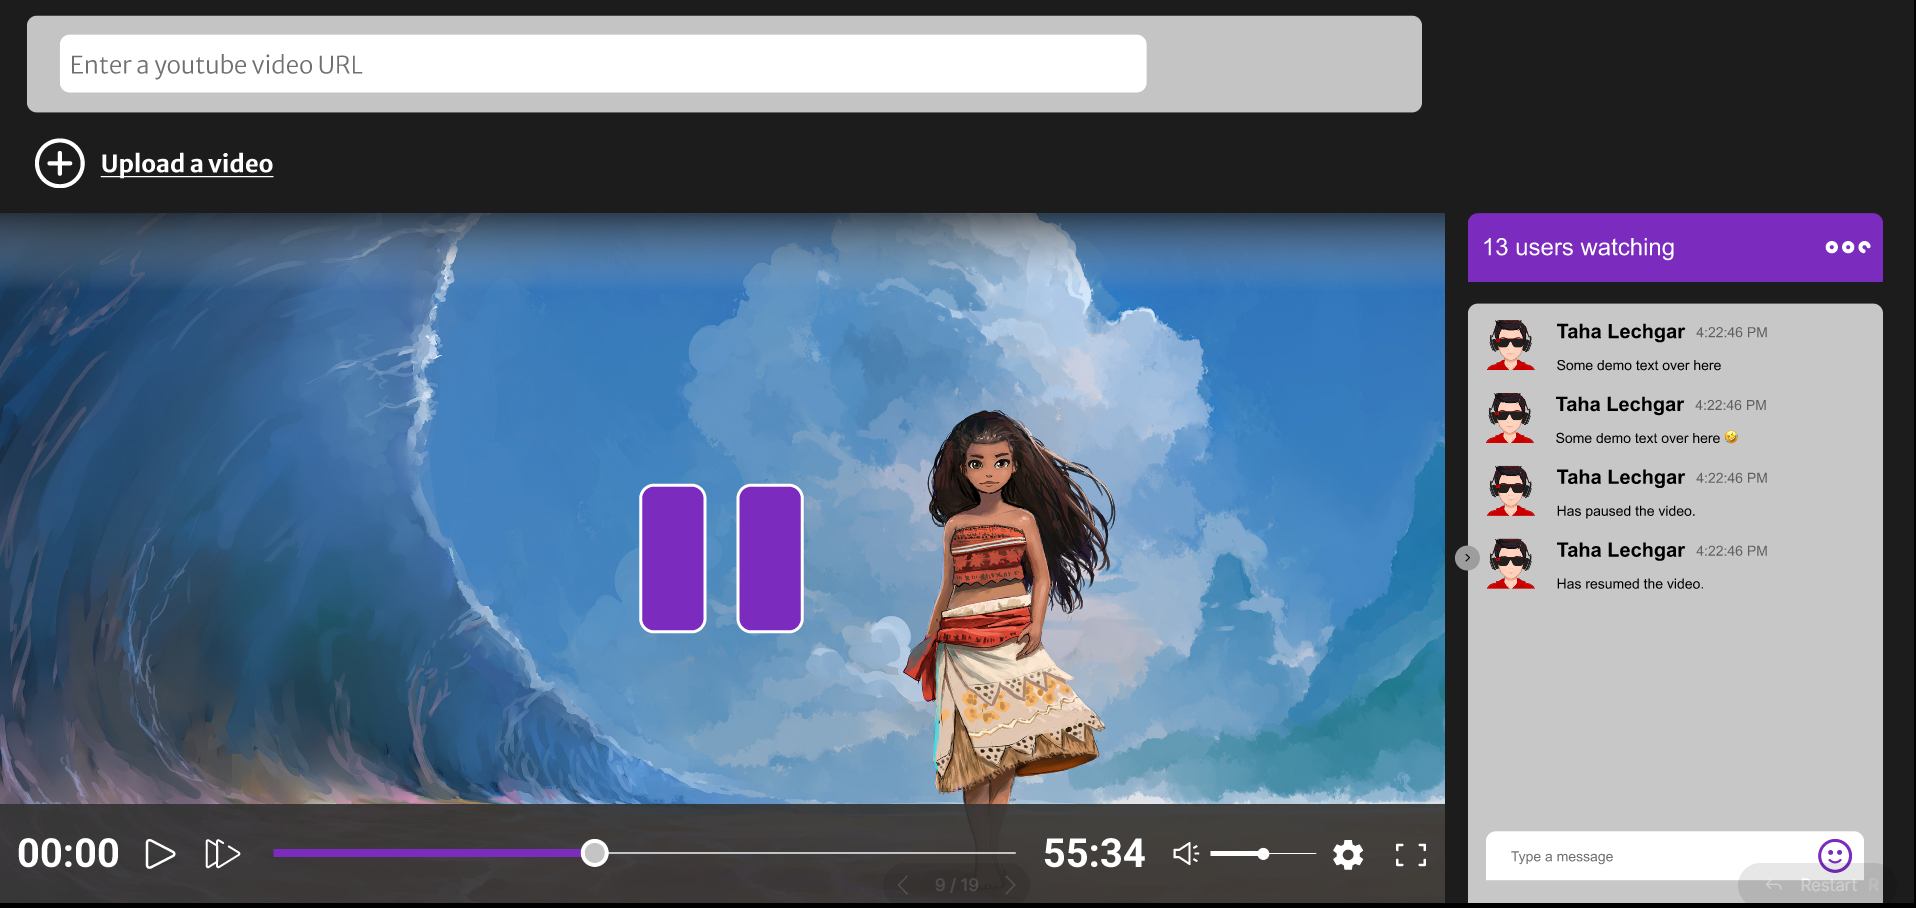 Enter a youtube video URL
Upload a video
13 users watching
Taha Lechgar 4:22:46 PM
Some demo text over here
Taha Lechgar 4:22:46 PM
Some demo text over here 🤣
Taha Lechgar 4:22:46 PM
Has paused the video.
Taha Lechgar 4:22:46 PM
Has resumed the video.
00:00
55:34
9 / 19
Type a message
Restart R